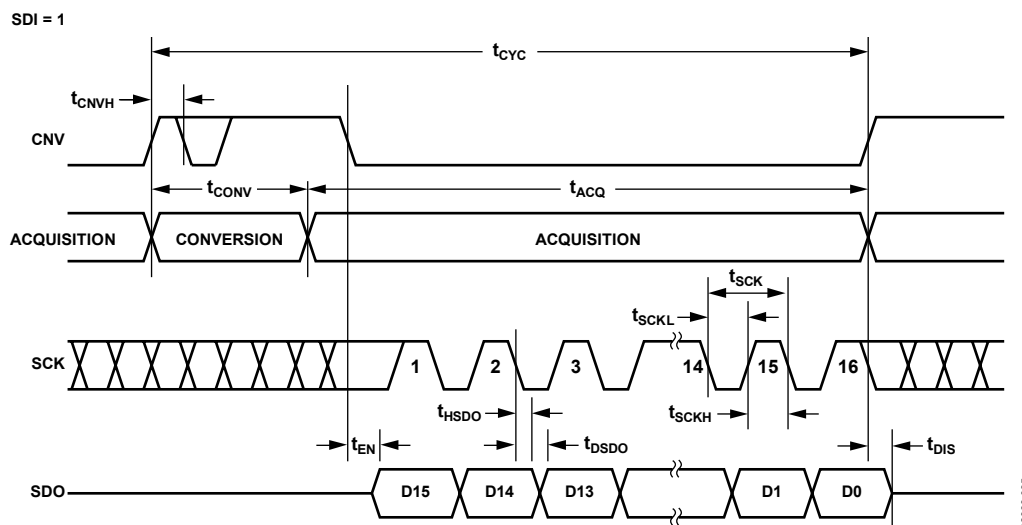 SDI = 1
tCYC
tCNVH
CNV
tCONV
tACQ
ACQUISITION CONVERSION ACQUISITION
tSCK
tSCKL
SCK 1 2 3 14 15 16
tHSDO tSCKH
tEN tDSDO tDIS
SDO D15 D14 D13 D1 D0